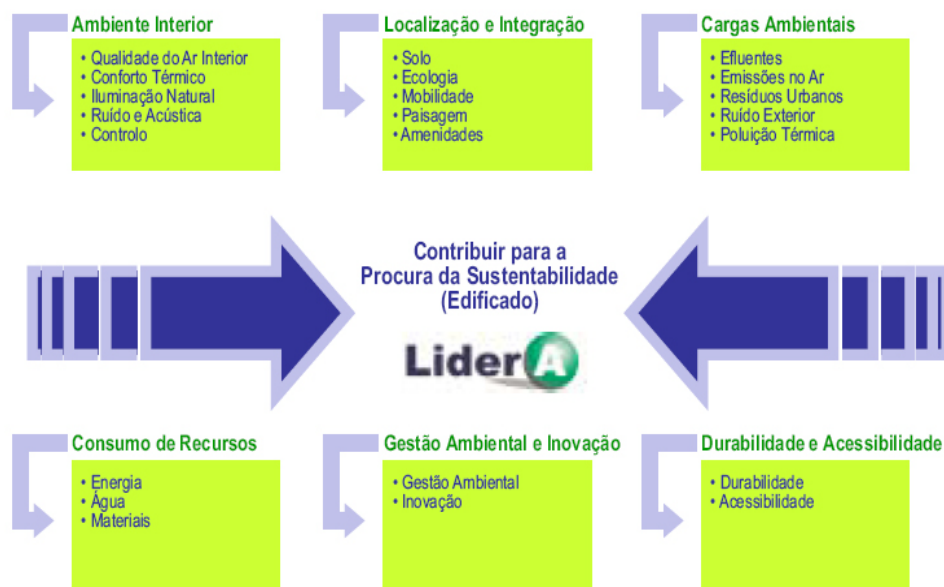 Ambiente Interior
• Qualidade do Ar Interior
• Conforto Térmico
• Iluminação Natural
• Ruído e Acústica
• Controlo
Localização e Integração
• Solo
• Ecologia
• Mobilidade
• Paisagem
• Amenidades
Cargas Ambientais
• Efluentes
• Emissões no Ar
• Resíduos Urbanos
• Ruído Exterior
• Poluição Térmica
Contribuir para a
Procura da Sustentabilidade
(Edificado)
LiderA
Consumo de Recursos
• Energia
• Água
• Materiais
Gestão Ambiental e Inovação
• Gestão Ambiental
• Inovação
Durabilidade e Acessibilidade
• Durabilidade
• Acessibilidade